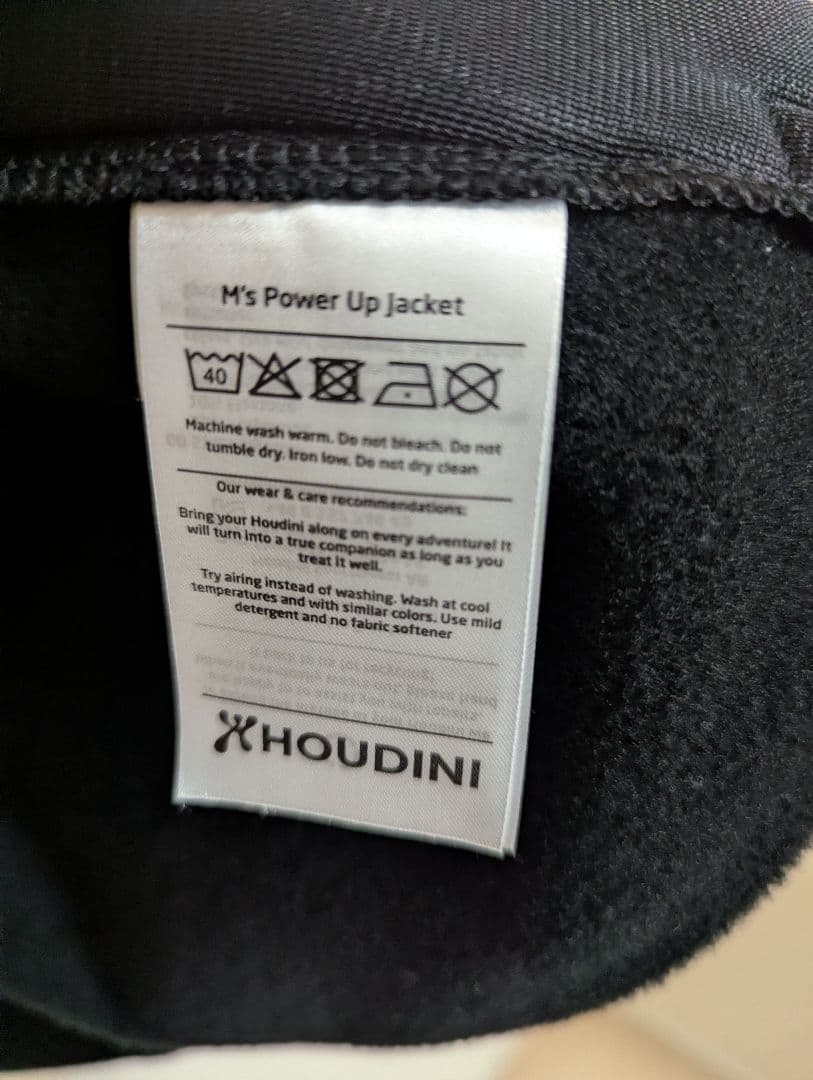 M's Power Up Jacket
40
Machine wash warm. Do not bleach. Do not
tumble dry. Iron low. Do not dry clean
Our wear & care recommendations:
Bring your Houdini along on every adventure! It
will turn into a true companion as long as you
treat it well.
Try airing instead of washing. Wash at cool
temperatures and with similar colors. Use mild
detergent and no fabric softener
HOUDINI